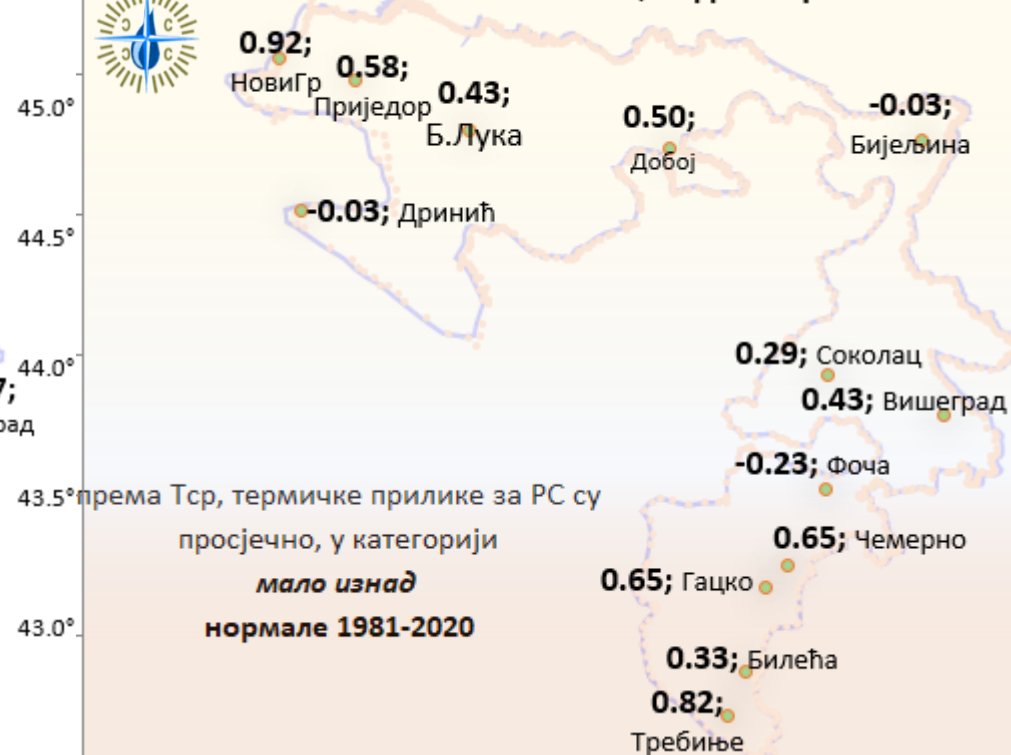 0.92;
НовиГр
0.58;
Приједор
0.43;
Б.Лука
0.50;
Добој
-0.03;
Бијељина
45.0°
-0.03; Дринић
44.5°
0.29; Соколац
44.0°
0.43; Вишеград
7;
рад
-0.23; Фоча
43.5°
према Тср, термичке прилике за РС су
просјечно, у категорији
мало изнад
нормале 1981-2020
0.65; Чемерно
0.65; Гацко
43.0°
0.33; Билећа
0.82;
Требиње